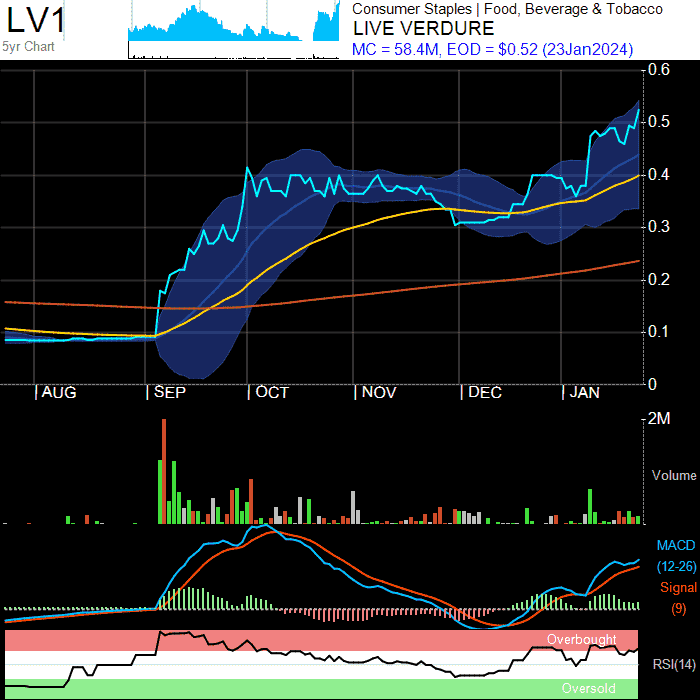 LV1
5yr Chart
Consumer Staples | Food, Beverage & Tobacco
LIVE VERDURE
MC = 58.4M, EOD = $0.52 (23Jan2024)
0.6
0.5
0.4
0.3
0.2
0.1
0
|AUG |SEP |OCT |NOV |DEC |JAN
2M
Volume
MACD
(12-26)
Signal
(9)
Overbought
RSI(14)
Oversold